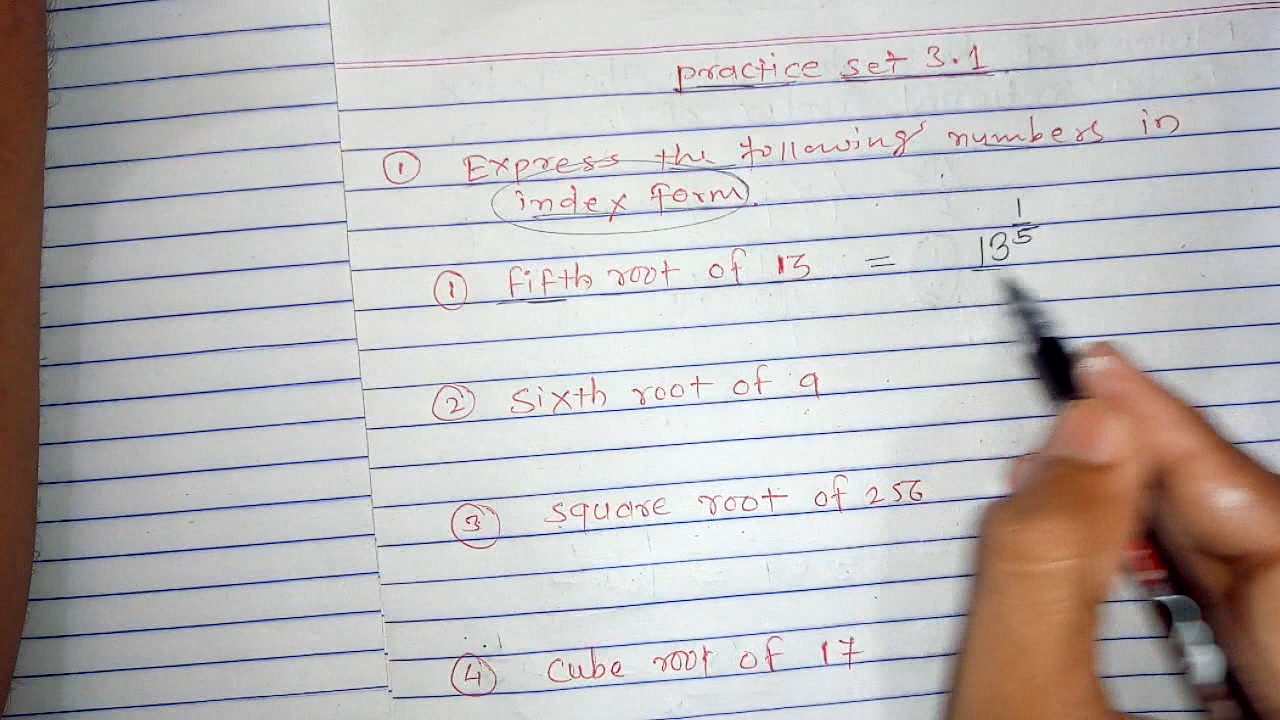 practice set 3.1
① Express the following numbers in
index form.
① fifth root of 13 = 13^(1/5)
② sixth root of 9
③ square root of 256
④ cube root of 17